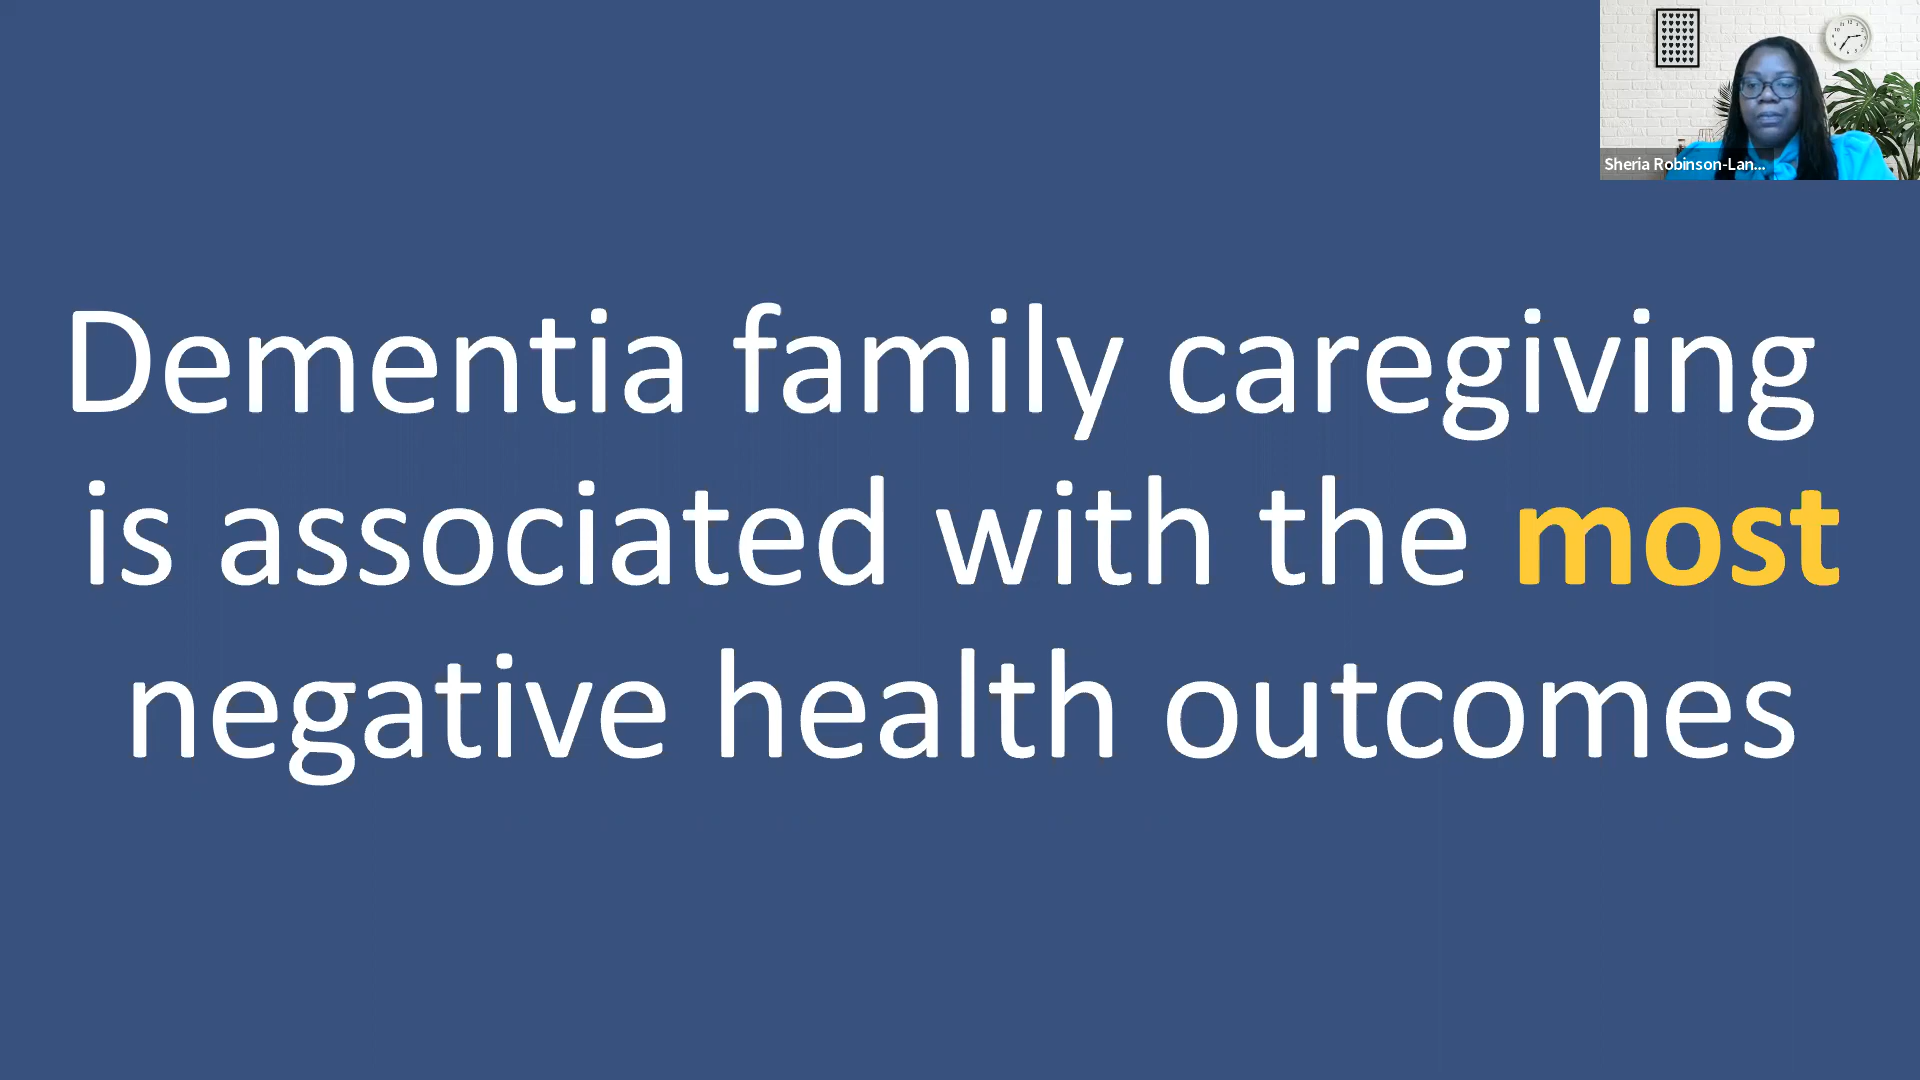 Sheria Robinson-Lan...
Dementia family caregiving
is associated with the most
negative health outcomes